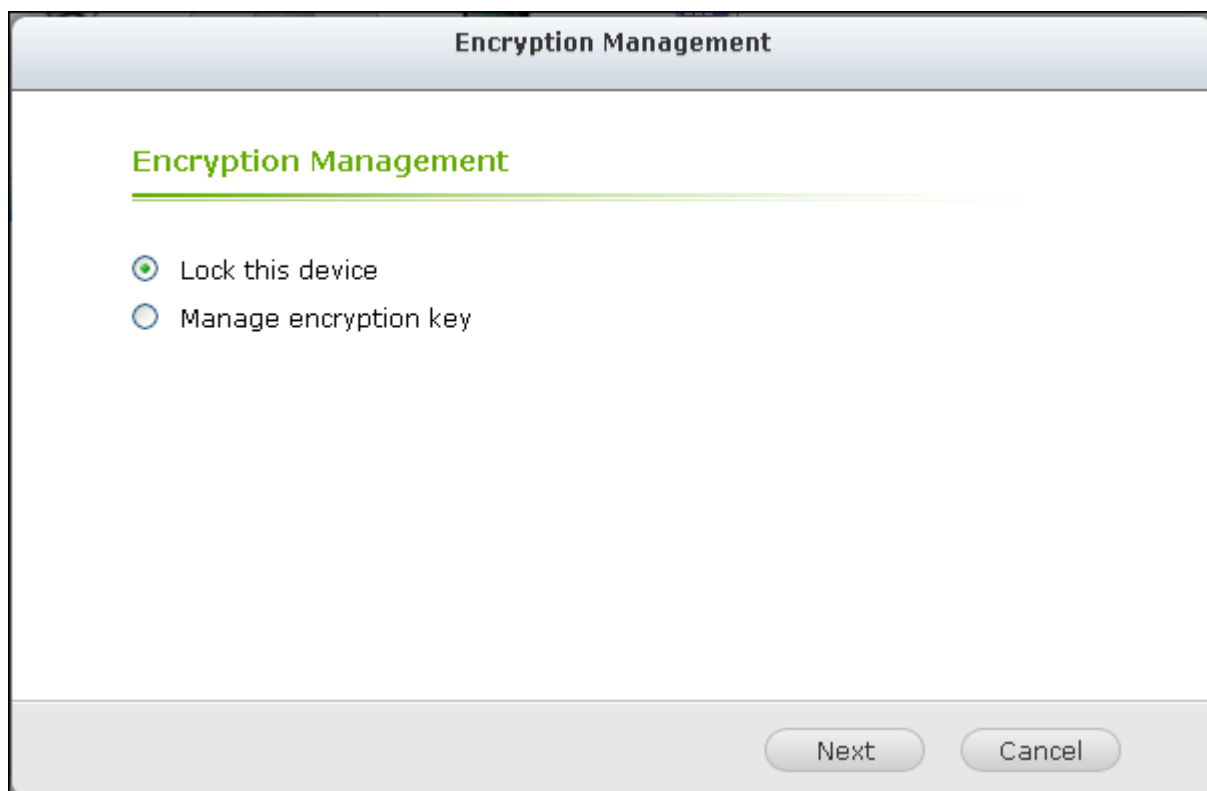 Encryption Management
Encryption Management
Lock this device
Manage encryption key
Next Cancel